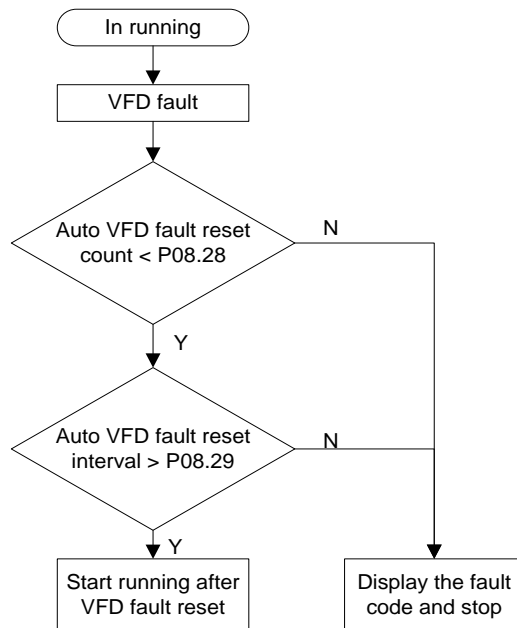 In running
VFD fault
Auto VFD fault reset
count < P08.28
N
Y
Auto VFD fault reset
interval > P08.29
N
Y
Start running after
VFD fault reset
Display the fault
code and stop